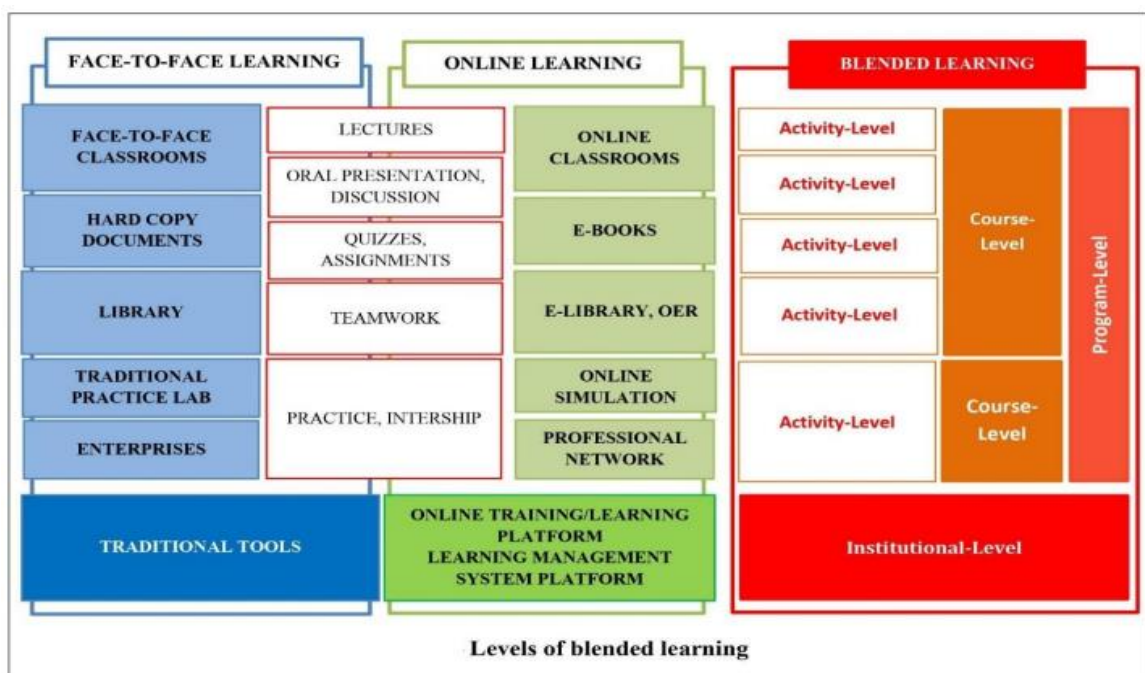 FACE-TO-FACE LEARNING
ONLINE LEARNING
BLENDED LEARNING
FACE-TO-FACE
CLASSROOMS
HARD COPY
DOCUMENTS
LIBRARY
TRADITIONAL
PRACTICE LAB
ENTERPRISES
LECTURES
ORAL PRESENTATION,
DISCUSSION
QUIZZES,
ASSIGNMENTS
TEAMWORK
PRACTICE, INTERSHIP
ONLINE
CLASSROOMS
E-BOOKS
E-LIBRARY, OER
ONLINE
SIMULATION
PROFESSIONAL
NETWORK
Activity-Level
Activity-Level
Activity-Level
Activity-Level
Activity-Level
Course-
Level
Course-
Level
Program-Level
TRADITIONAL TOOLS
ONLINE TRAINING/LEARNING
PLATFORM
LEARNING MANAGEMENT
SYSTEM PLATFORM
Institutional-Level
Levels of blended learning